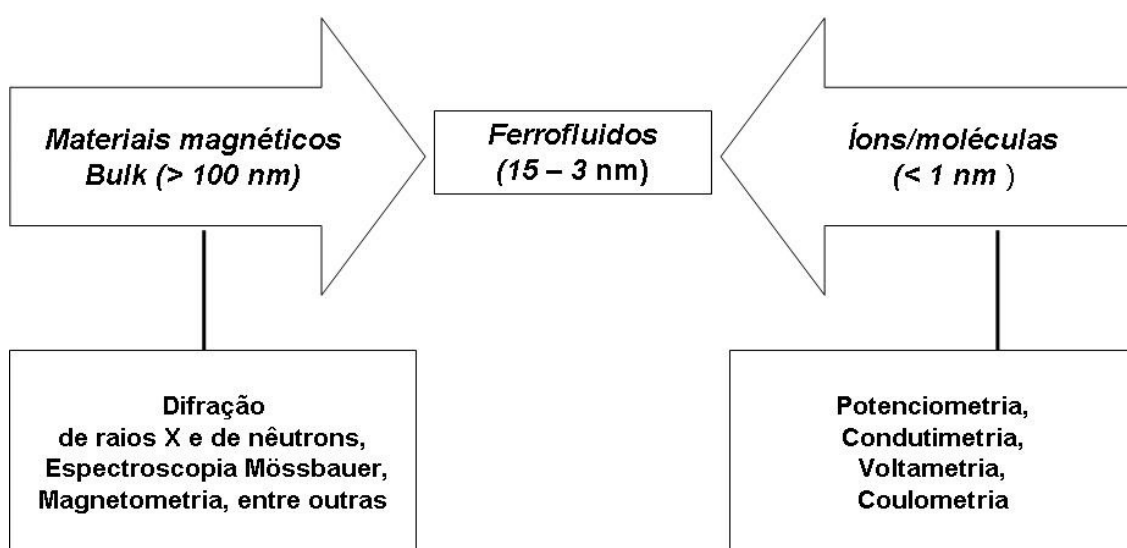 Materiais magnéticos
Bulk (> 100 nm)
Ferrofluidos
(15 – 3 nm)
Íons/moléculas
(< 1 nm )
Difração
de raios X e de nêutrons,
Espectroscopia Mössbauer,
Magnetometria, entre outras
Potenciometria,
Condutimetria,
Voltametria,
Coulometria